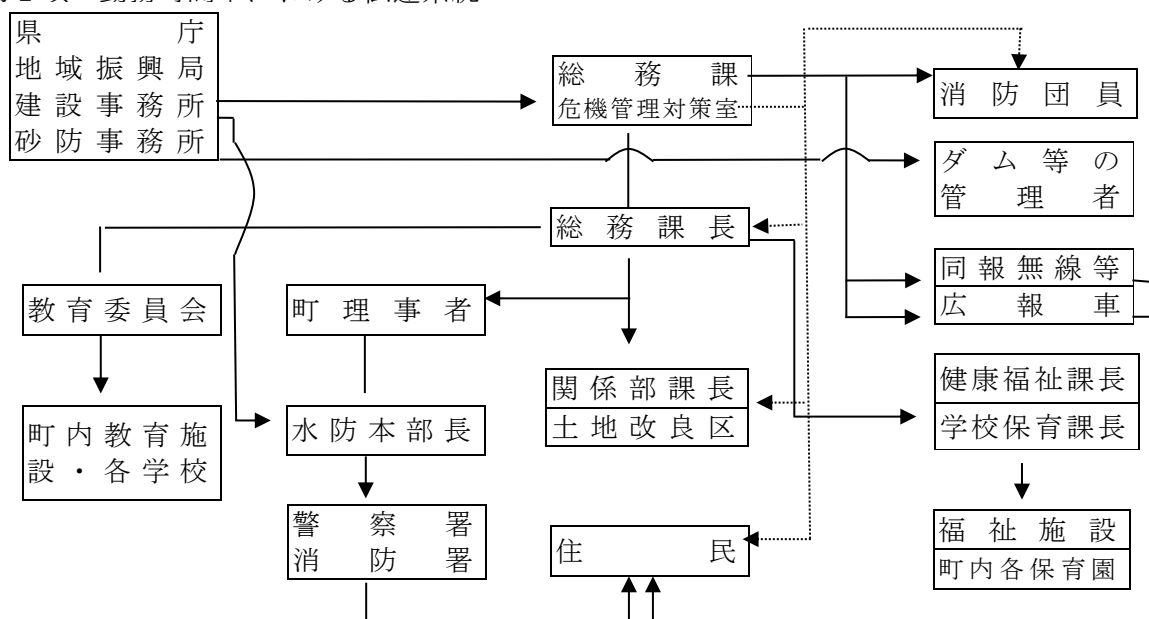 県庁
地域振興局
建設事務所
砂防事務所
総務課
危機管理対策室
消防団員
ダム等の
管理者
総務課長
同報無線等
広報車
教育委員会
町理事者
関係部課長
土地改良区
健康福祉課長
学校保育課長
町内教育施
設・各学校
水防本部長
警察署
消防署
住民
福祉施設
町内各保育園